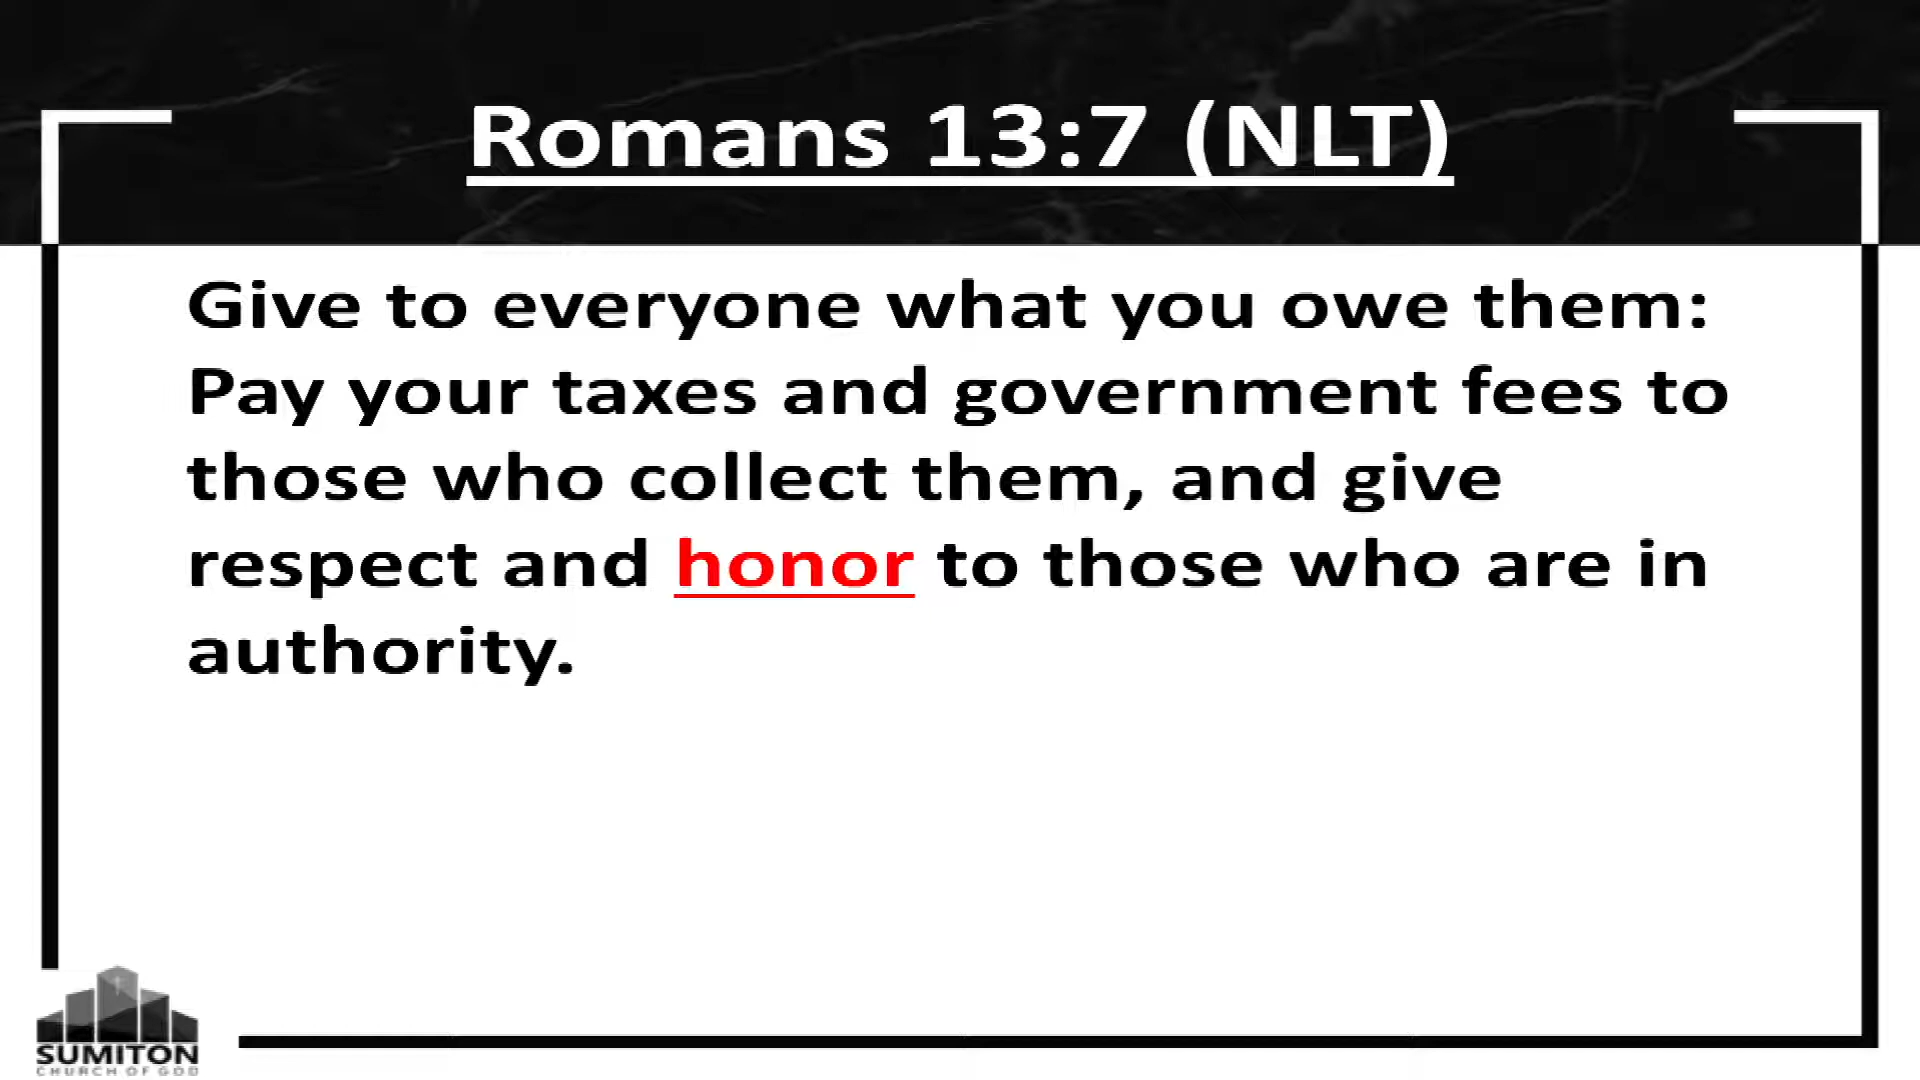 Romans 13:7 (NLT)
Give to everyone what you owe them:
Pay your taxes and government fees to
those who collect them, and give
respect and honor to those who are in
authority.
SUMITON
CHURCH OF GOD